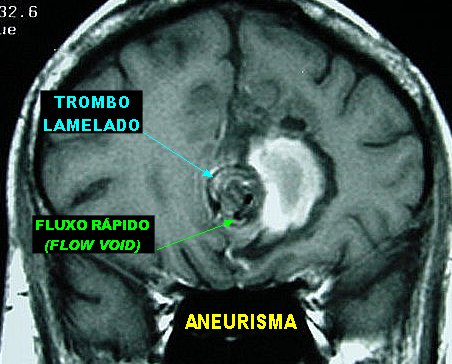 32.6
ue
TROMBO
LAMELADO
FLUXO RÁPIDO
(FLOW VOID)
ANEURISMA